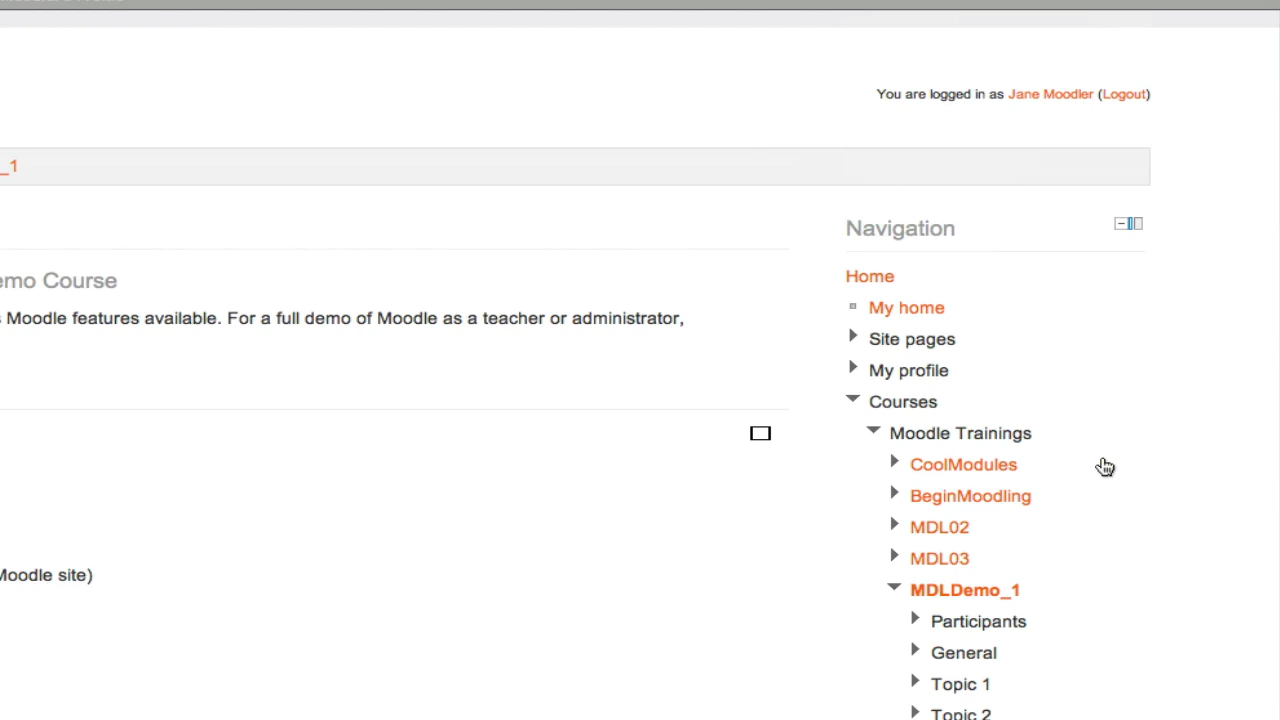 You are logged in as Jane Moodler (Logout)
_1
Navigation
emo Course
s Moodle features available. For a full demo of Moodle as a teacher or administrator,
Moodle site)
Home
My home
Site pages
My profile
Courses
Moodle Trainings
CoolModules
BeginMoodling
MDL02
MDL03
MDLDemo_1
Participants
General
Topic 1
Topic 2